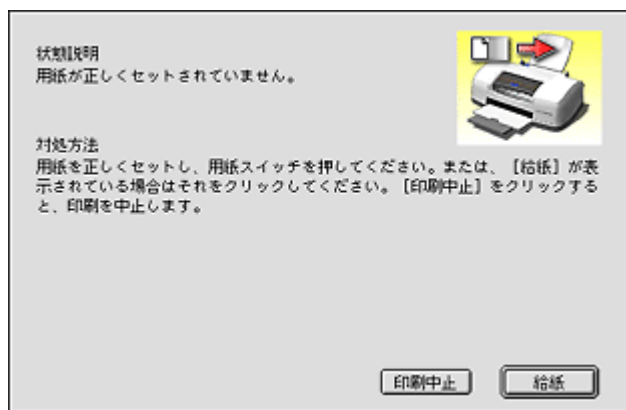 状態説明
用紙が正しくセットされていません。
対処方法
用紙を正しくセットし、用紙スイッチを押してください。または、［給紙］が表
示されている場合はそれをクリックしてください。［印刷中止］をクリックする
と、印刷を中止します。
印刷中止
給紙